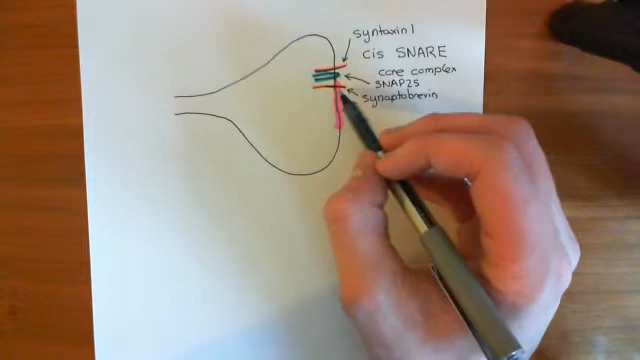 syntaxin 1
cis SNARE
core complex
SNAP25
synaptobrevin